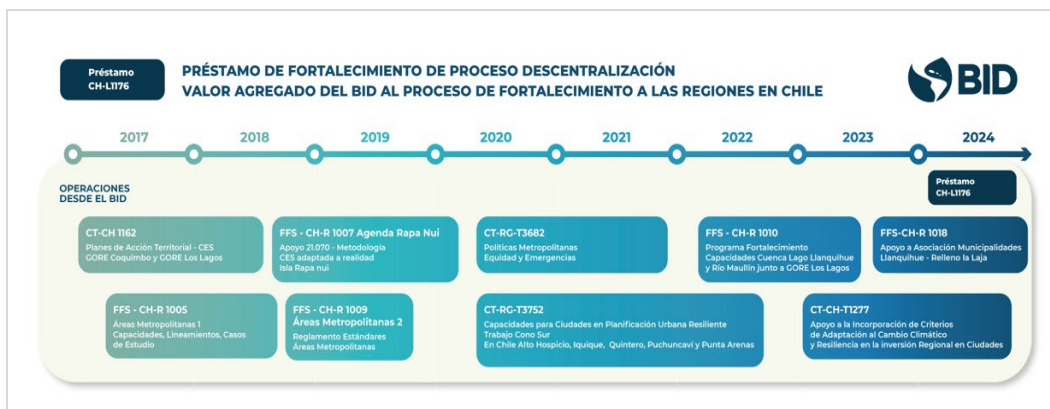 Préstamo
CH-L1176
PRÉSTAMO DE FORTALECIMIENTO DE PROCESO DESCENTRALIZACIÓN
VALOR AGREGADO DEL BID AL PROCESO DE FORTALECIMIENTO A LAS REGIONES EN CHILE
BID
2017
2018
2019
2020
2021
2022
2023
2024
Préstamo
CH-L1176
OPERACIONES
DESDE EL BID
CT-CH 1162
Planes de Acción Territorial - CES
GORE Coquimbo y GORE Los Lagos
FFS - CH-R 1007 Agenda Rapa Nui
Apoyo 21.070 - Metodología
CES adaptada a realidad
Isla Rapa nui
CT-RG-T3682
Políticas Metropolitanas
Equidad y Emergencias
FFS - CH-R 1010
Programa Fortalecimiento
Capacidades Cuenca Lago Llanquihue
y Río Maullín junto a GORE Los Lagos
FFS-CH-R 1018
Apoyo a Asociación Municipalidades
Llanquihue - Relleno la Laja
FFS - CH-R 1005
Áreas Metropolitanas 1
Capacidades, Lineamientos, Casos
de Estudio
FFS - CH-R 1009
Áreas Metropolitanas 2
Reglamento Estándares
Áreas Metropolitanas
CT-RG-T3752
Capacidades para Ciudades en Planificación Urbana Resiliente
Trabajo Cono Sur
En Chile Alto Hospicio, Iquique, Quintero, Puchuncaví y Punta Arenas
CT-CH-T1277
Apoyo a la Incorporación de Criterios
de Adaptación al Cambio Climático
y Resiliencia en la inversión Regional en Ciudades